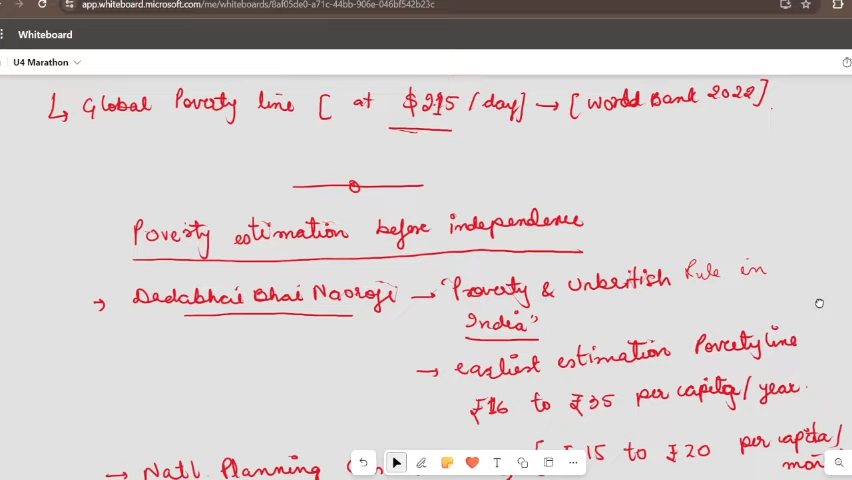 app.whiteboard.microsoft.com/me/whiteboards/8af05de0-a71c-44bb-906e-046bf542b23c
Whiteboard
U4 Marathon
↳ Global Poverty line [ at $2.15 / day] → [World Bank 2022].
Poverty estimation before independence
→ Dadabhai Bhai Naoroji → "Poverty & Unbritish Rule in
India"
→ earliest estimation Poverty line
₹16 to ₹35 per capita / year.
→ Natl. Planning [ ₹15 to ₹20 per capita /
T